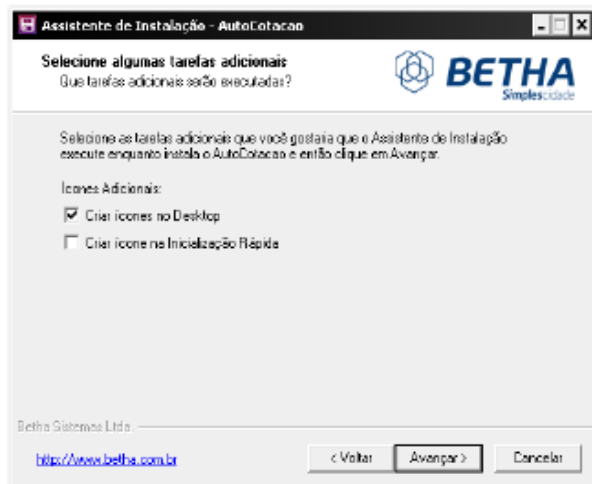 Assistente de Instalação - AutoCotacao
Selecione algumas tarefas adicionais
Que tarefas adicionais serão executadas?
BETHA
Simplescidade
Selecione as tarefas adicionais que você gostaria que o Assistente de Instalação
execute enquanto instala o AutoCotacao e então clique em Avançar.
Ícones Adicionais:
Criar ícones no Desktop
Criar ícone na Inicialização Rápida
Betha Sistemas Ltda.
http://www.betha.com.br
< Voltar
Avançar >
Cancelar